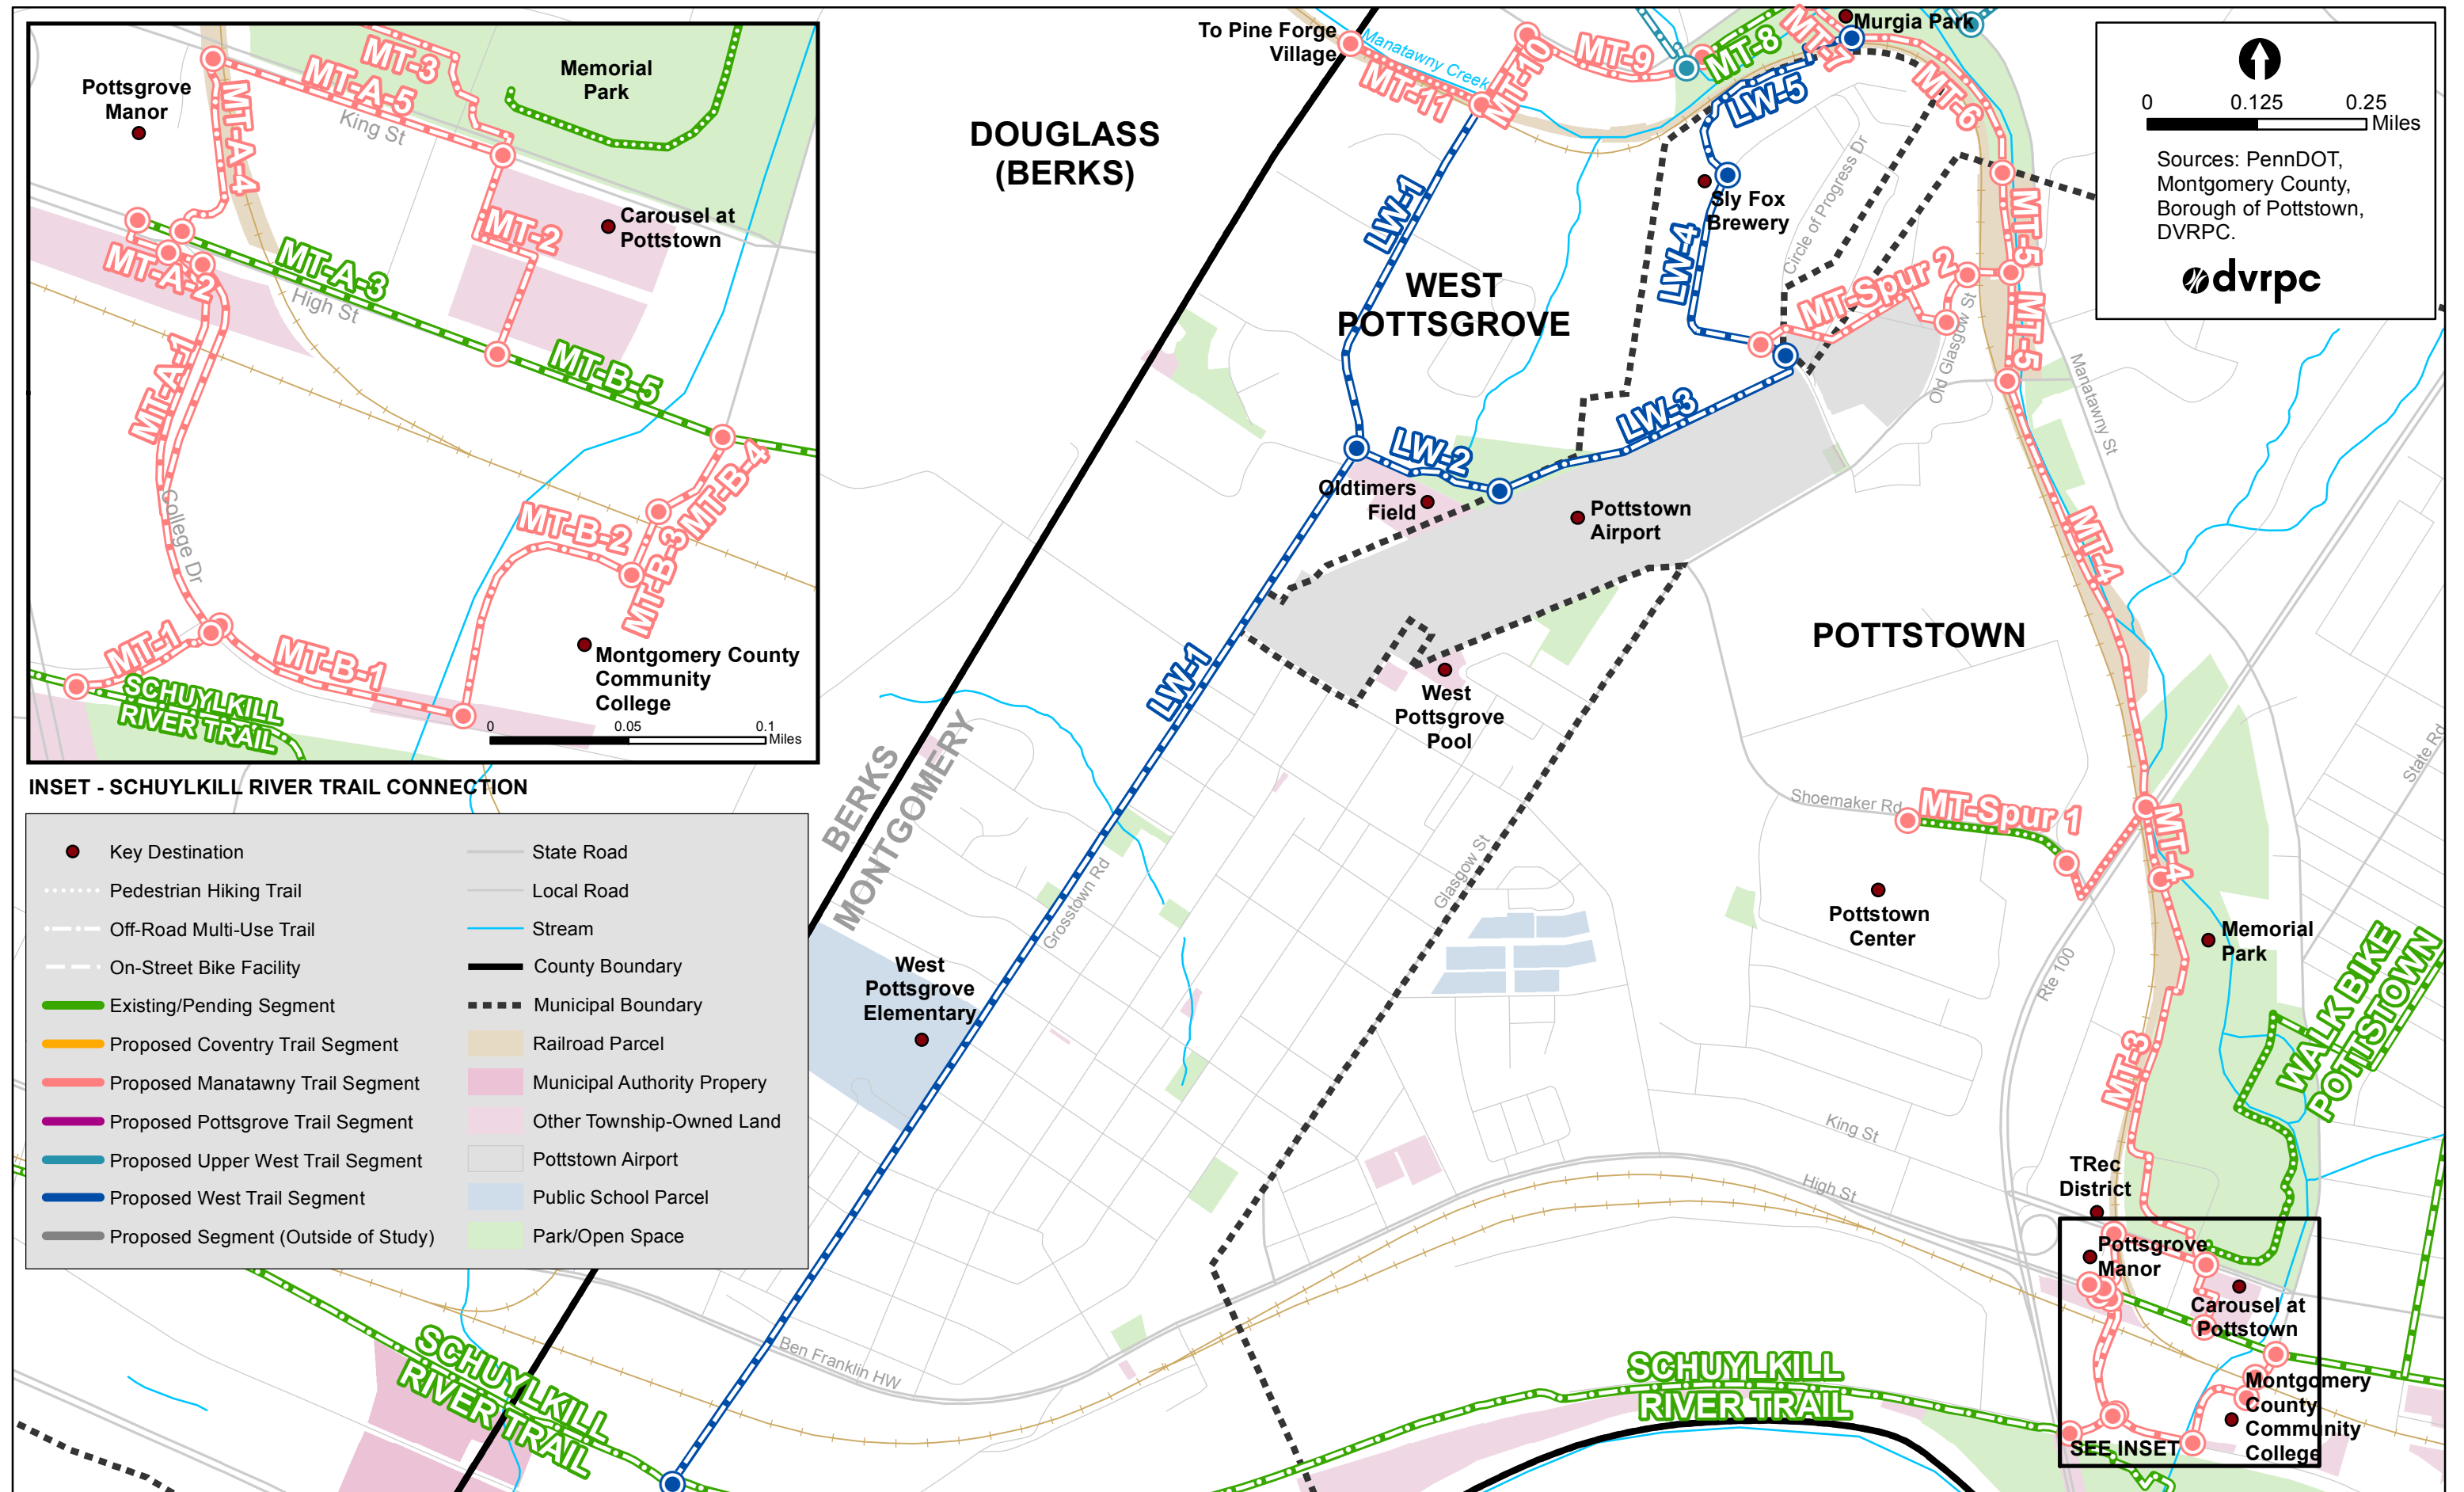 Pottsgrove
Manor
MT-3
MT-A-5
King St
Memorial
Park
MT-A-4
Carousel at
Pottstown
MT-2
MT-A-2
MT-A-3
High St
MT-A-1
MT-B-5
College Dr
MT-B-4
MT-B-2
MT-B-3
MT-1
MT-B-1
Montgomery County
Community
College
SCHUYLKILL
RIVER TRAIL
0
0.05
0.1
Miles
INSET - SCHUYLKILL RIVER TRAIL CONNECTION
Key Destination
Pedestrian Hiking Trail
Off-Road Multi-Use Trail
On-Street Bike Facility
Existing/Pending Segment
Proposed Coventry Trail Segment
Proposed Manatawny Trail Segment
Proposed Pottsgrove Trail Segment
Proposed Upper West Trail Segment
Proposed West Trail Segment
Proposed Segment (Outside of Study)
State Road
Local Road
Stream
County Boundary
Municipal Boundary
Railroad Parcel
Municipal Authority Propery
Other Township-Owned Land
Pottstown Airport
Public School Parcel
Park/Open Space
To Pine Forge
Village
Manatawny Creek
MT-11
MT-10
MT-9
MT-8
MT-7
Murgia Park
MT-6
LW-5
DOUGLASS
(BERKS)
LW-1
Sly Fox
Brewery
Circle of Progress Dr
LW-4
WEST
POTTSGROVE
MT-Spur 2
MT-5
MT-5
Old Glasgow St
Manatawny St
LW-3
LW-2
Oldtimers
Field
Pottstown
Airport
MT-4
LW-1
West
Pottsgrove
Pool
POTTSTOWN
BERKS
MONTGOMERY
Grosstown Rd
Glasgow St
Shoemaker Rd
MT-Spur 1
MT-4
State Rd
Pottstown
Center
Rte 100
Memorial
Park
WALK BIKE
POTTSTOWN
West
Pottsgrove
Elementary
MT-3
King St
High St
TRec
District
Pottsgrove
Manor
Carousel at
Pottstown
Montgomery
County
Community
College
SEE INSET
Ben Franklin HW
SCHUYLKILL
RIVER TRAIL
SCHUYLKILL
RIVER TRAIL
0
0.125
0.25
Miles
Sources: PennDOT,
Montgomery County,
Borough of Pottstown,
DVRPC.
dvrpc